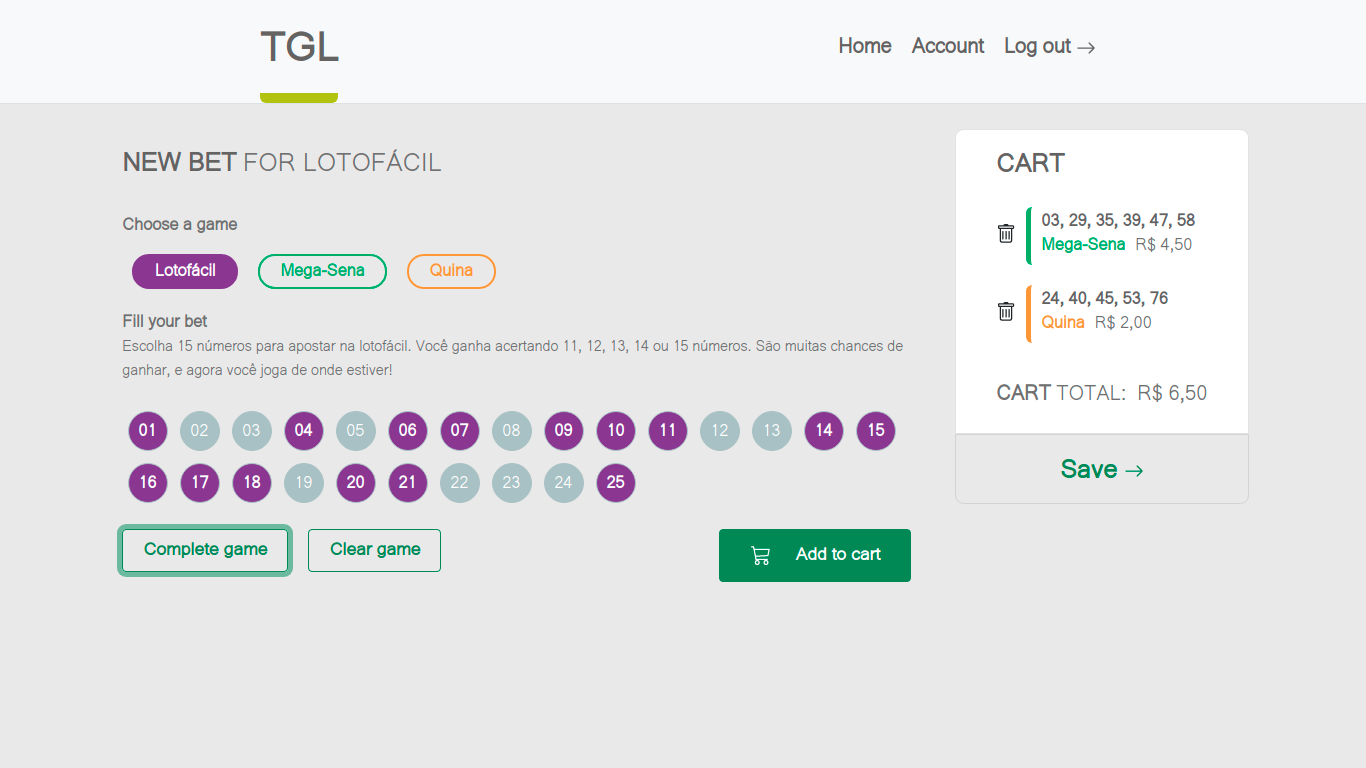 TGL
Home Account Log out →
NEW BET FOR LOTOFÁCIL
Choose a game
Lotofácil Mega-Sena Quina
Fill your bet
Escolha 15 números para apostar na lotofácil. Você ganha acertando 11, 12, 13, 14 ou 15 números. São muitas chances de
ganhar, e agora você joga de onde estiver!
01 02 03 04 05 06 07 08 09 10 11 12 13 14 15
16 17 18 19 20 21 22 23 24 25
Complete game Clear game Add to cart
CART
03, 29, 35, 39, 47, 58
Mega-Sena R$ 4,50
24, 40, 45, 53, 76
Quina R$ 2,00
CART TOTAL: R$ 6,50
Save →